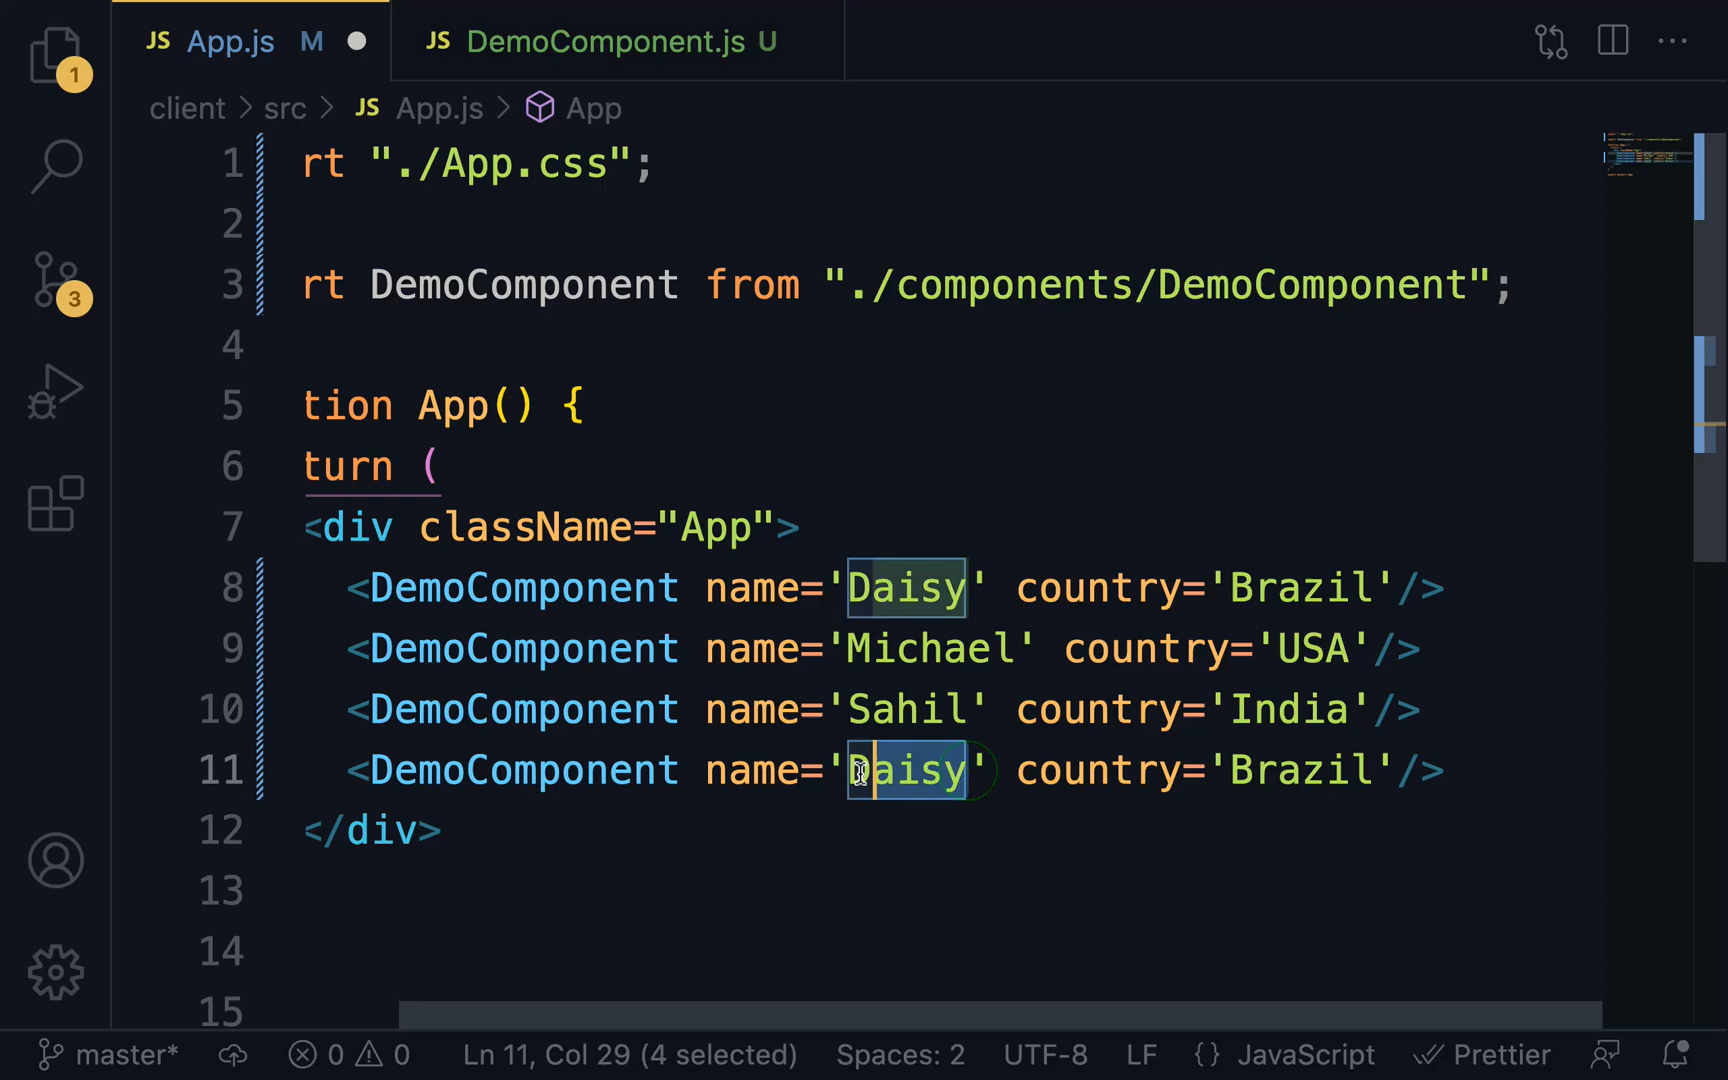 JS App.js M JS DemoComponent.js U
1
client > src > JS App.js > App
1 rt "./App.css";
2
3 rt DemoComponent from "./components/DemoComponent";
3
4
5 tion App() {
6 turn (
7 <div className="App">
8 <DemoComponent name='Daisy' country='Brazil'/>
9 <DemoComponent name='Michael' country='USA'/>
10 <DemoComponent name='Sahil' country='India'/>
11 <DemoComponent name='Daisy' country='Brazil'/>
12 </div>
13
14
15
master* 0 0 Ln 11, Col 29 (4 selected) Spaces: 2 UTF-8 LF {} JavaScript Prettier